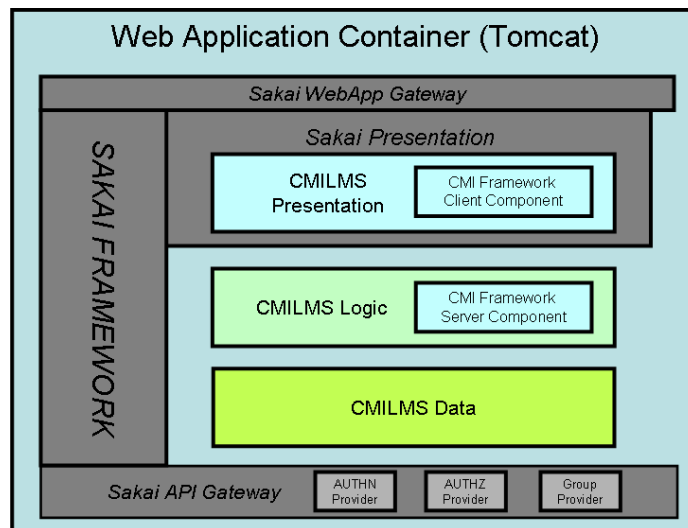 Web Application Container (Tomcat)
Sakai WebApp Gateway
SAKAI FRAMEWORK
Sakai Presentation
CMILMS
Presentation
CMI Framework
Client Component
CMILMS Logic
CMI Framework
Server Component
CMILMS Data
Sakai API Gateway
AUTHN
Provider
AUTHZ
Provider
Group
Provider